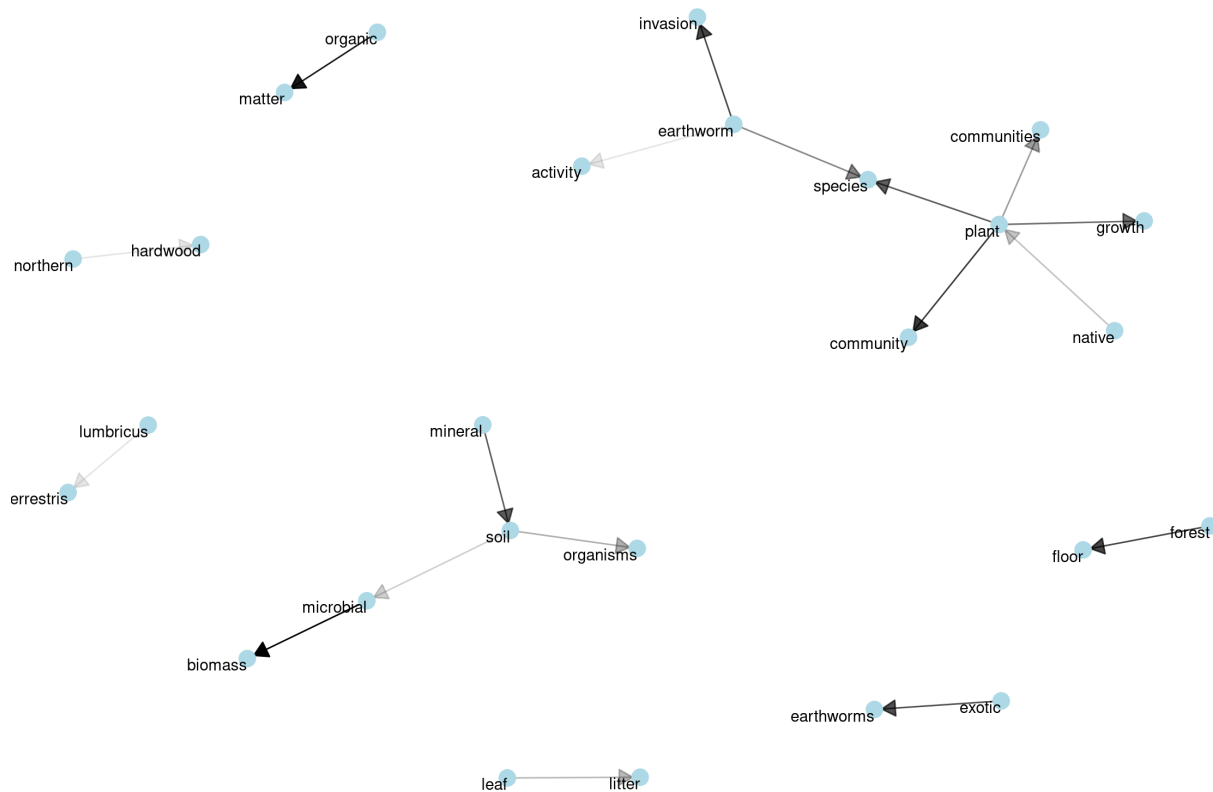 invasion
organic
matter
earthworm
communities
activity
species
plant
growth
hardwood
northern
community
native
lumbricus
mineral
errestris
soil
organisms
forest
floor
microbial
biomass
exotic
earthworms
leaf
litter